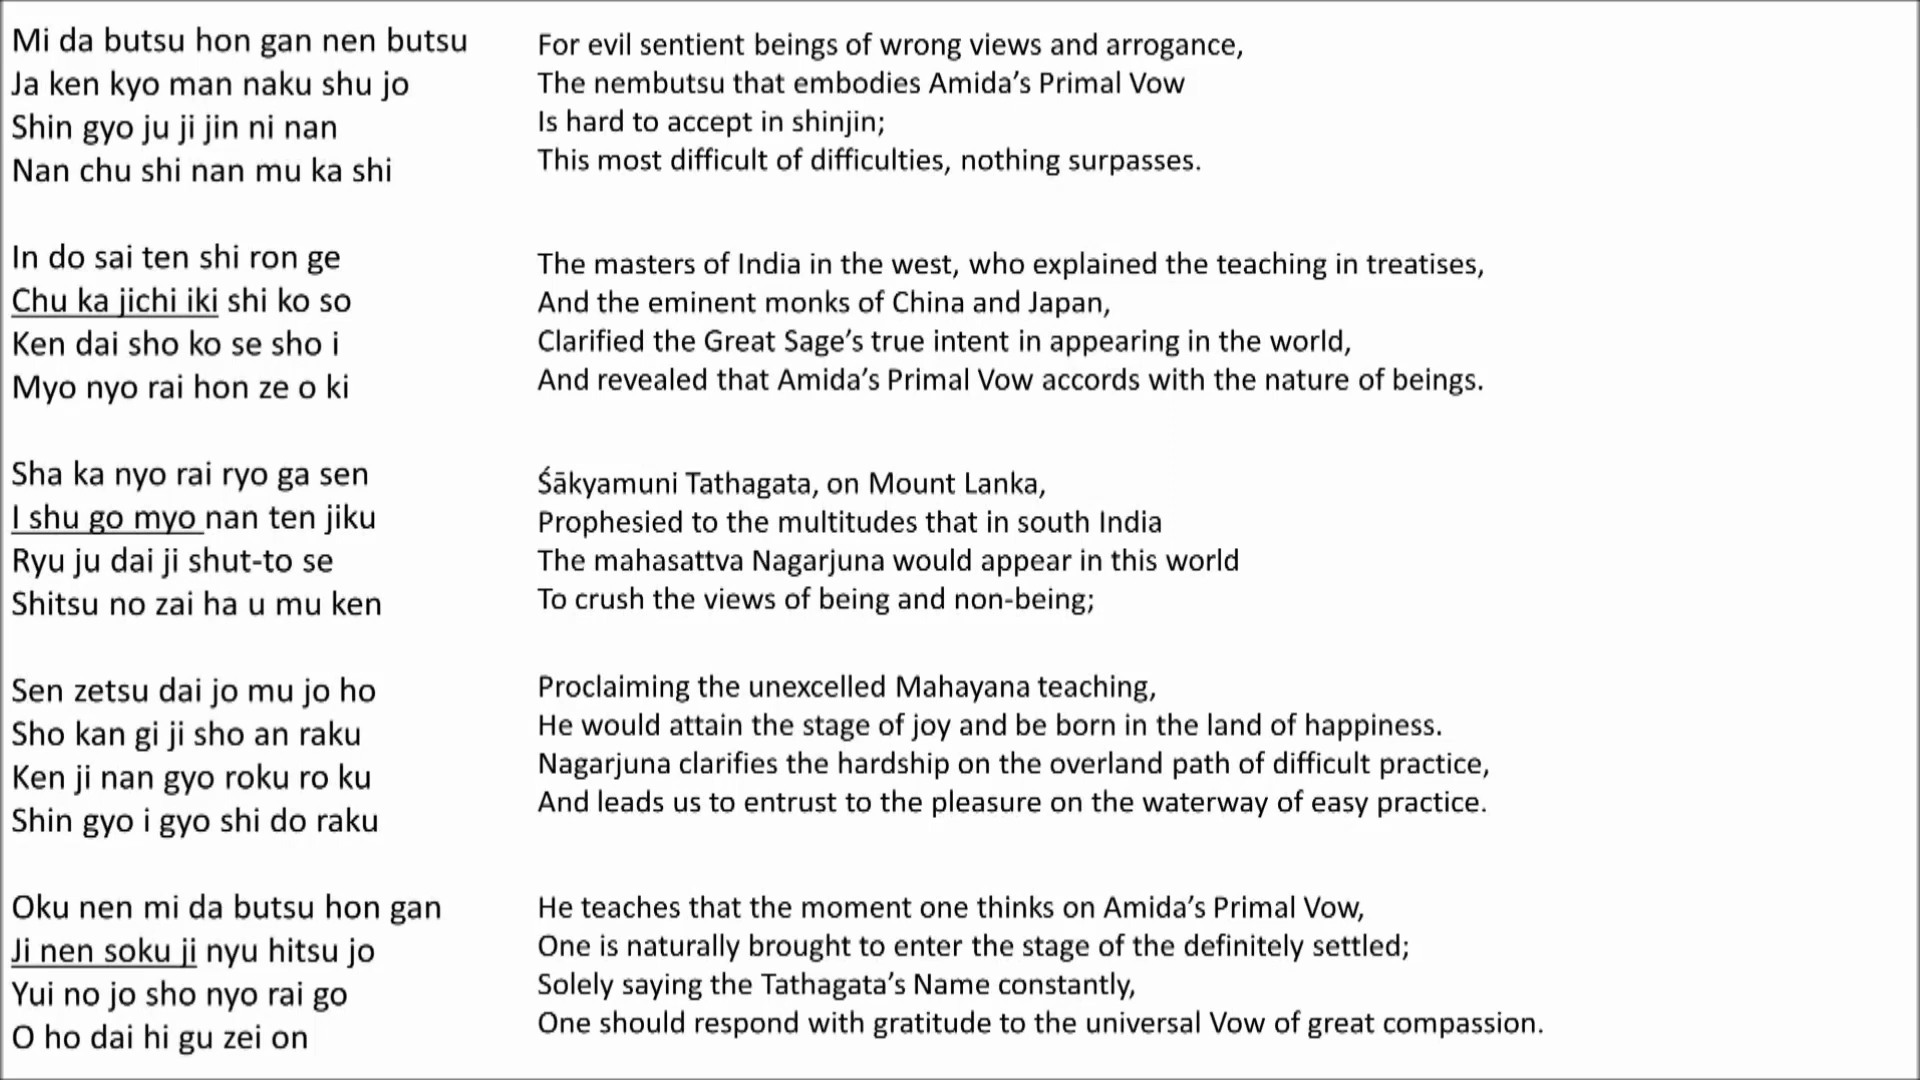 Mi da butsu hon gan nen butsu
Ja ken kyo man naku shu jo
Shin gyo ju ji jin ni nan
Nan chu shi nan mu ka shi
For evil sentient beings of wrong views and arrogance,
The nembutsu that embodies Amida’s Primal Vow
Is hard to accept in shinjin;
This most difficult of difficulties, nothing surpasses.
In do sai ten shi ron ge
Chu ka jichi iki shi ko so
Ken dai sho ko se sho i
Myo nyo rai hon ze o ki
The masters of India in the west, who explained the teaching in treatises,
And the eminent monks of China and Japan,
Clarified the Great Sage’s true intent in appearing in the world,
And revealed that Amida’s Primal Vow accords with the nature of beings.
Sha ka nyo rai ryo ga sen
I shu go myo nan ten jiku
Ryu ju dai ji shut-to se
Shitsu no zai ha u mu ken
Śākyamuni Tathagata, on Mount Lanka,
Prophesied to the multitudes that in south India
The mahasattva Nagarjuna would appear in this world
To crush the views of being and non-being;
Sen zetsu dai jo mu jo ho
Sho kan gi ji sho an raku
Ken ji nan gyo roku ro ku
Shin gyo i gyo shi do raku
Proclaiming the unexcelled Mahayana teaching,
He would attain the stage of joy and be born in the land of happiness.
Nagarjuna clarifies the hardship on the overland path of difficult practice,
And leads us to entrust to the pleasure on the waterway of easy practice.
Oku nen mi da butsu hon gan
Ji nen soku ji nyu hitsu jo
Yui no jo sho nyo rai go
O ho dai hi gu zei on
He teaches that the moment one thinks on Amida’s Primal Vow,
One is naturally brought to enter the stage of the definitely settled;
Solely saying the Tathagata’s Name constantly,
One should respond with gratitude to the universal Vow of great compassion.